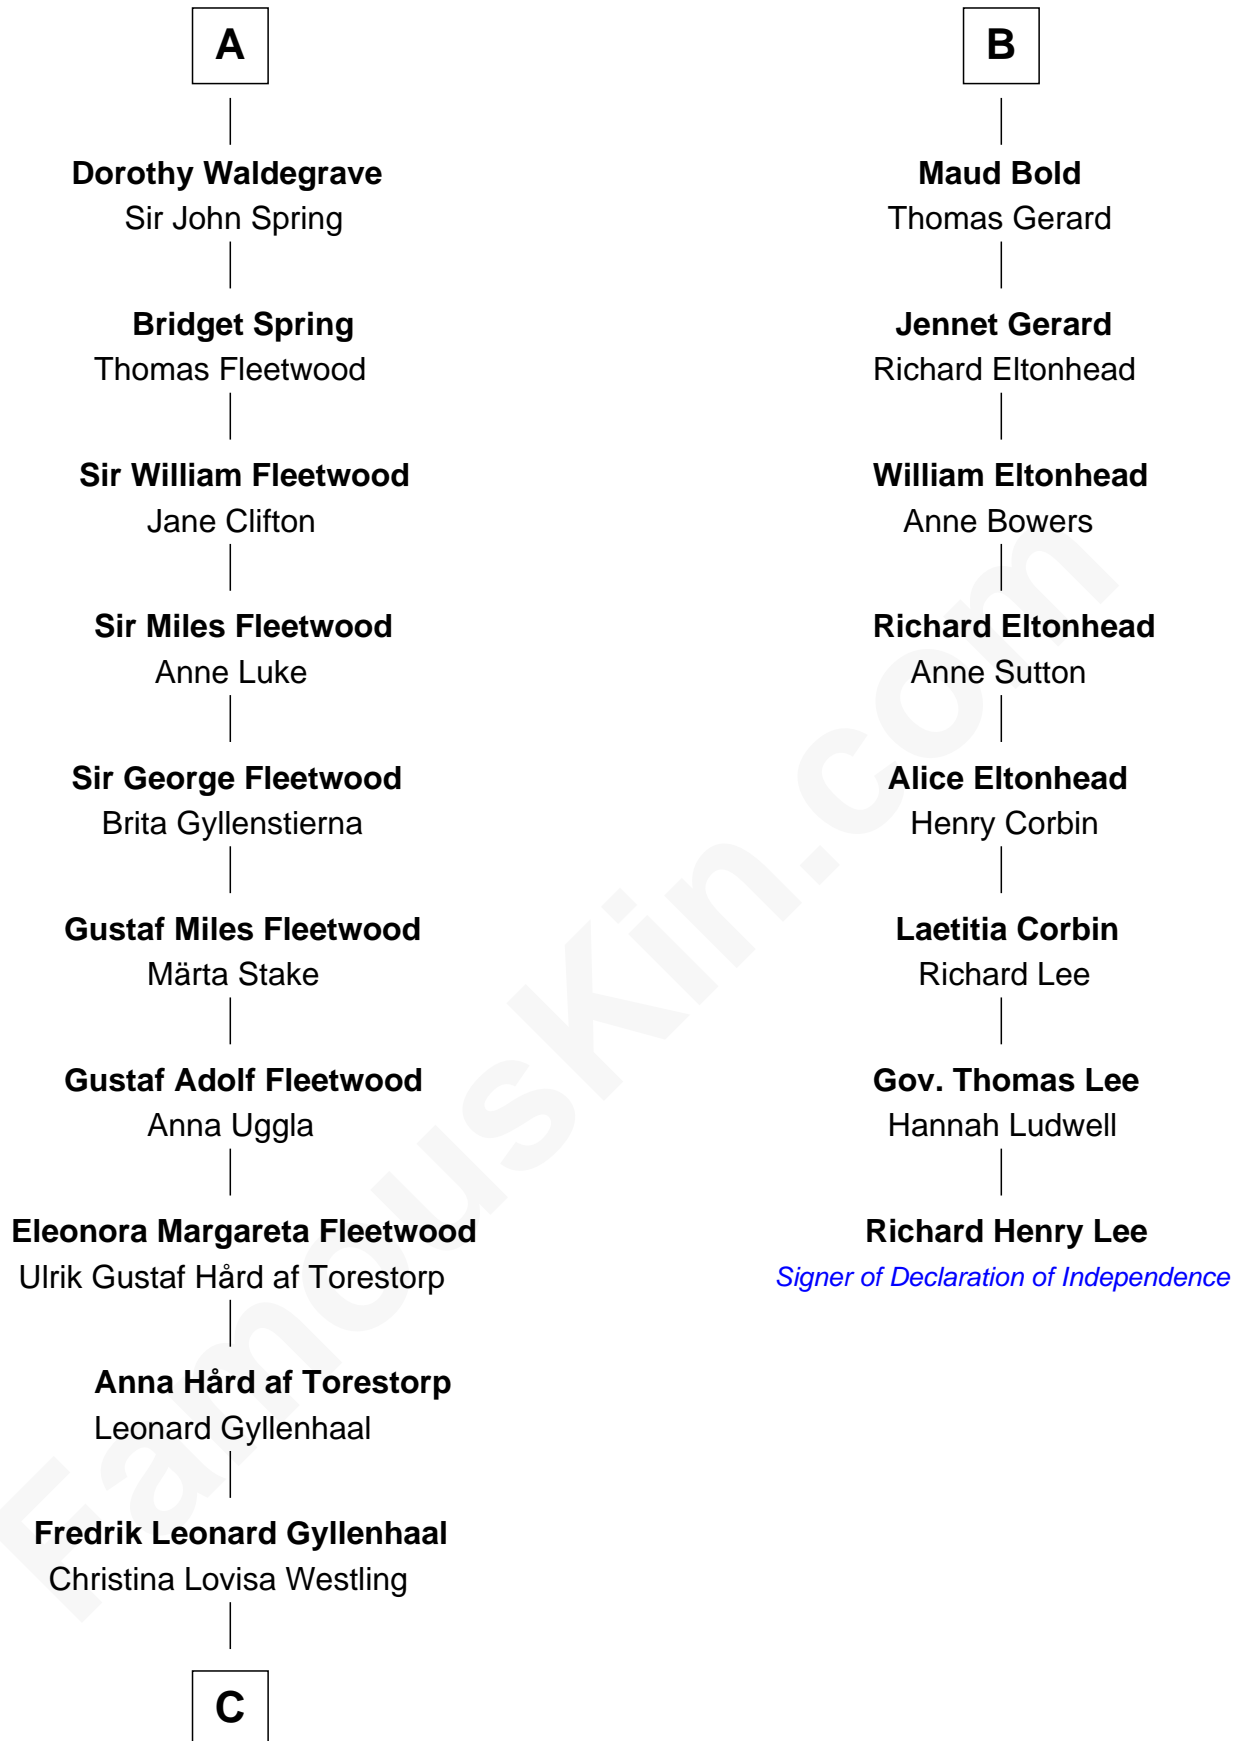 A
Dorothy Waldegrave
Sir John Spring
Bridget Spring
Thomas Fleetwood
Sir William Fleetwood
Jane Clifton
Sir Miles Fleetwood
Anne Luke
Sir George Fleetwood
Brita Gyllenstierna
Gustaf Miles Fleetwood
Märta Stake
Gustaf Adolf Fleetwood
Anna Uggla
Eleonora Margareta Fleetwood
Ulrik Gustaf Hård af Torestorp
Anna Hård af Torestorp
Leonard Gyllenhaal
Fredrik Leonard Gyllenhaal
Christina Lovisa Westling
C
B
Maud Bold
Thomas Gerard
Jennet Gerard
Richard Eltonhead
William Eltonhead
Anne Bowers
Richard Eltonhead
Anne Sutton
Alice Eltonhead
Henry Corbin
Laetitia Corbin
Richard Lee
Gov. Thomas Lee
Hannah Ludwell
Richard Henry Lee
Signer of Declaration of Independence
FamousKin.com